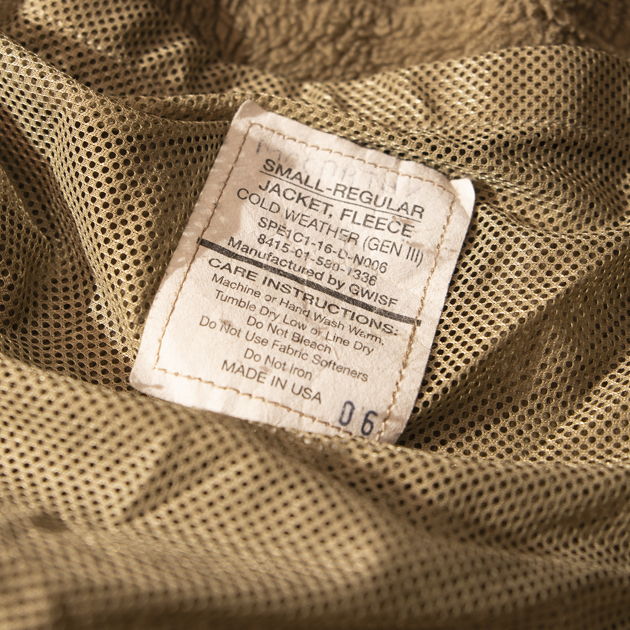 SMALL-REGULAR
JACKET, FLEECE
COLD WEATHER (GEN III)
SPE1C1-16-D-N006
8415-01-580-1336
Manufactured by GWISF
CARE INSTRUCTIONS:
Machine or Hand Wash Warm.
Tumble Dry Low or Line Dry
Do Not Bleach
Do Not Use Fabric Softeners
Do Not Iron
MADE IN USA
06